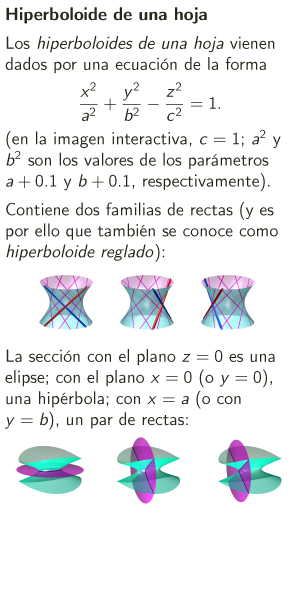 Hiperboloide de una hoja
Los hiperboloides de una hoja vienen
dados por una ecuación de la forma
x²/a² + y²/b² − z²/c² = 1.
(en la imagen interactiva, c = 1; a² y
b² son los valores de los parámetros
a + 0.1 y b + 0.1, respectivamente).
Contiene dos familias de rectas (y es
por ello que también se conoce como
hiperboloide reglado):
La sección con el plano z = 0 es una
elipse; con el plano x = 0 (o y = 0),
una hipérbola; con x = a (o con
y = b), un par de rectas: